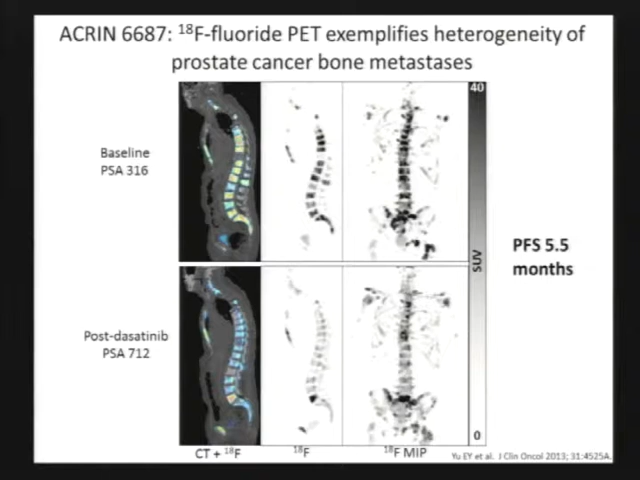 ACRIN 6687: ¹⁸F-fluoride PET exemplifies heterogeneity of
prostate cancer bone metastases
40
Baseline
PSA 316
PFS 5.5
months
SUV
Post-dasatinib
PSA 712
0
CT + ¹⁸F
¹⁸F
¹⁸F MIP
Yu EY et al. J Clin Oncol 2013; 31:4525A.